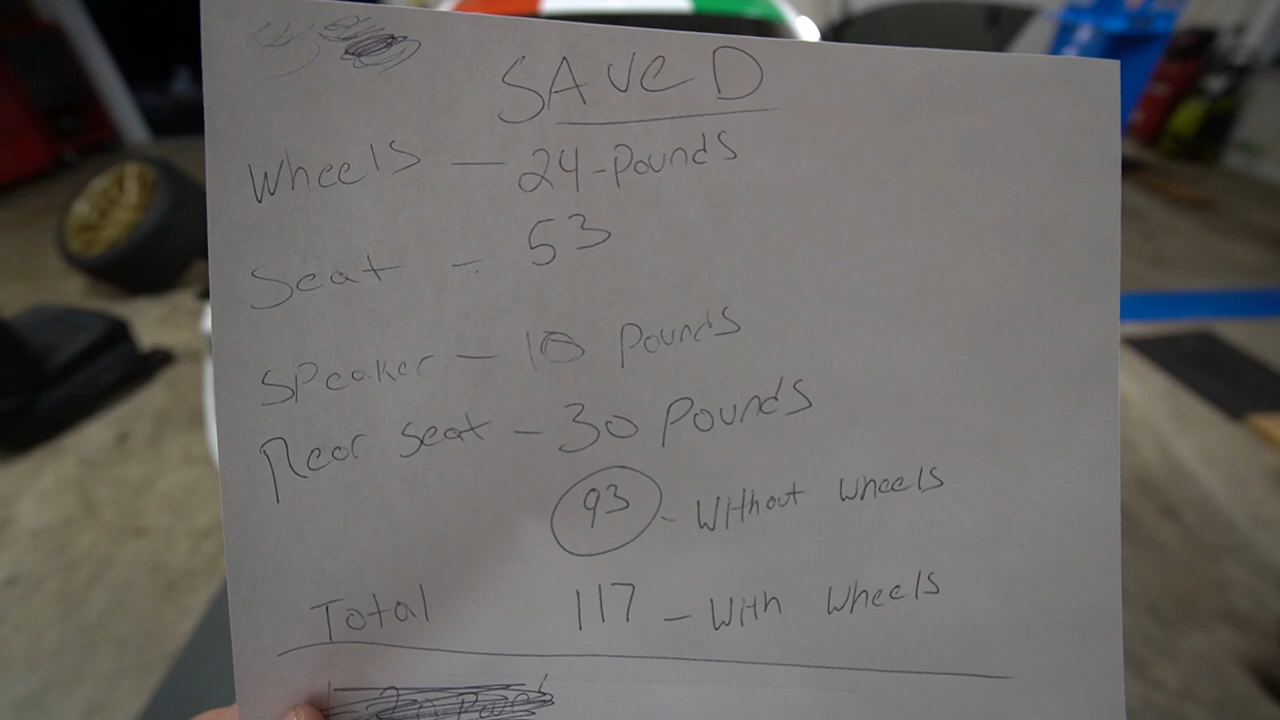 SAVED
Wheels — 24-Pounds
Seat - 53
Speaker — 10 Pounds
Rear Seat - 30 Pounds
93 - Without Wheels
Total 117 - With Wheels